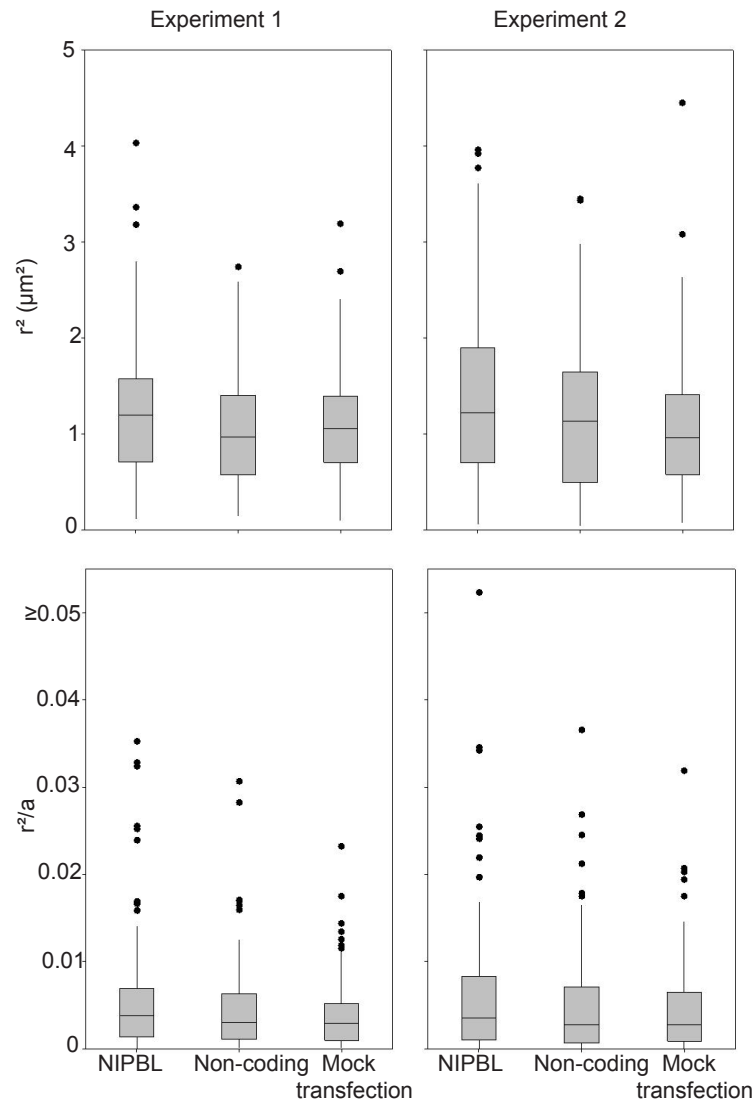 Experiment 1
Experiment 2
5
4
3
2
1
0
r² (µm²)
≥0.05
0.04
0.03
0.02
0.01
0
r²/a
NIPBL Non-coding Mock
transfection
NIPBL Non-coding Mock
transfection